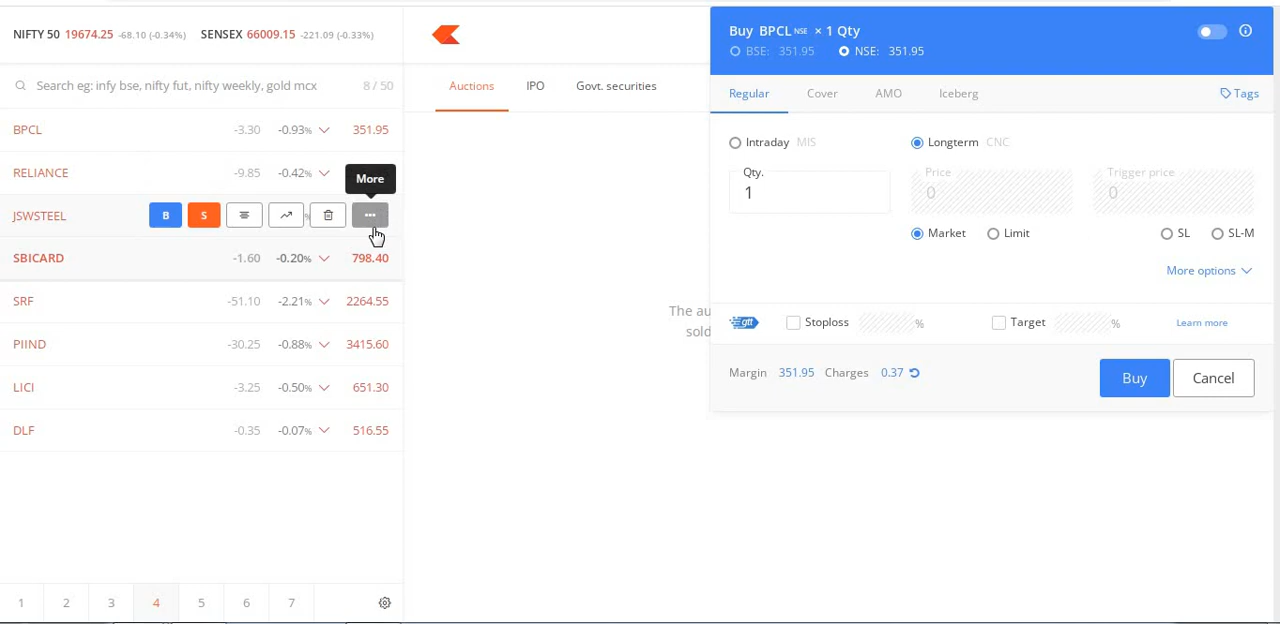 NIFTY 50 19674.25 -68.10 (-0.34%) SENSEX 66009.15 -221.09 (-0.33%)
Search eg: infy bse, nifty fut, nifty weekly, gold mcx 8 / 50
BPCL -3.30 -0.93% 351.95
RELIANCE -9.85 -0.42%
More
JSWSTEEL B S %
SBICARD -1.60 -0.20% 798.40
SRF -51.10 -2.21% 2264.55
PIIND -30.25 -0.88% 3415.60
LICI -3.25 -0.50% 651.30
DLF -0.35 -0.07% 516.55
1 2 3 4 5 6 7
Auctions IPO Govt. securities
The au
sold
Buy BPCL NSE × 1 Qty
BSE: 351.95 NSE: 351.95
Regular Cover AMO Iceberg Tags
Intraday MIS Longterm CNC
Qty. Price Trigger price
1 0 0
Market Limit SL SL-M
More options
gtt Stoploss % Target % Learn more
Margin 351.95 Charges 0.37 Buy Cancel